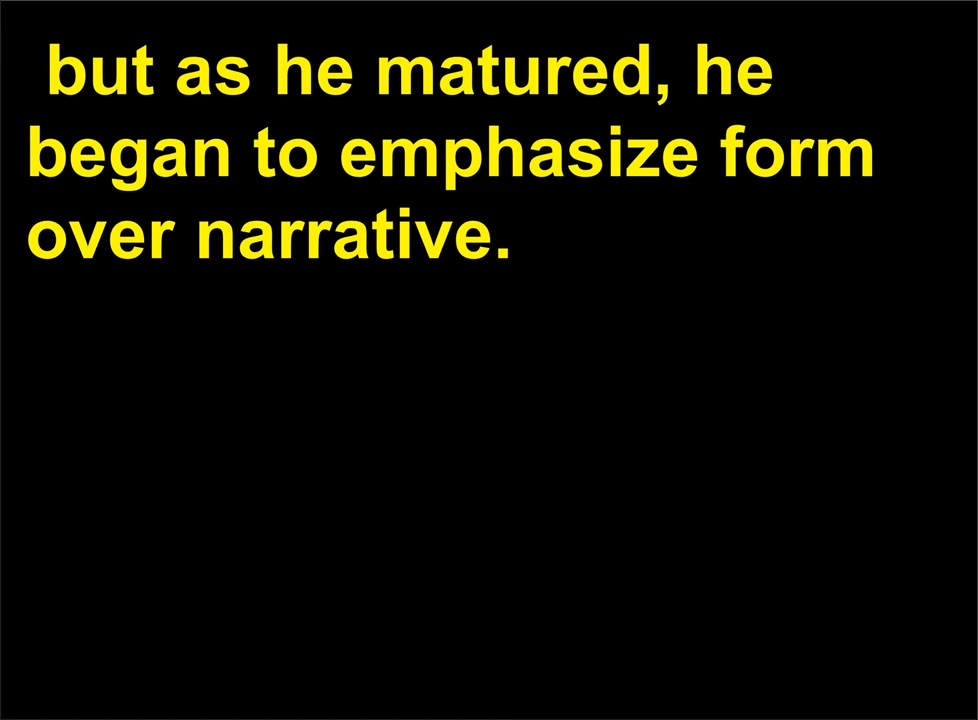 but as he matured, he
began to emphasize form
over narrative.